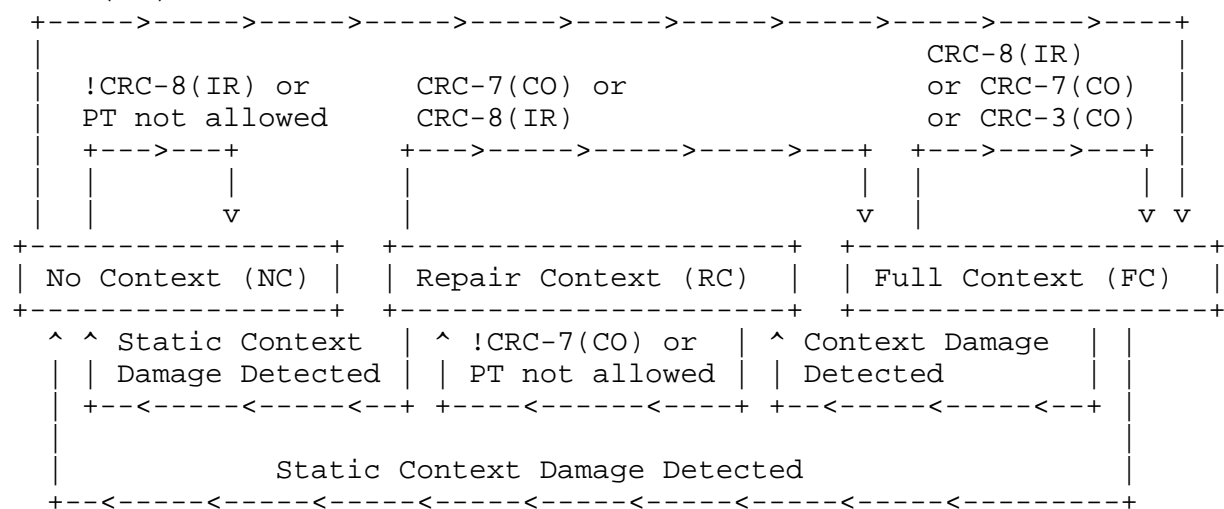 CRC-8(IR)
!CRC-8(IR) or CRC-7(CO) or or CRC-7(CO)
PT not allowed CRC-8(IR) or CRC-3(CO)
No Context (NC) Repair Context (RC) Full Context (FC)
Static Context !CRC-7(CO) or Context Damage
Damage Detected PT not allowed Detected
Static Context Damage Detected